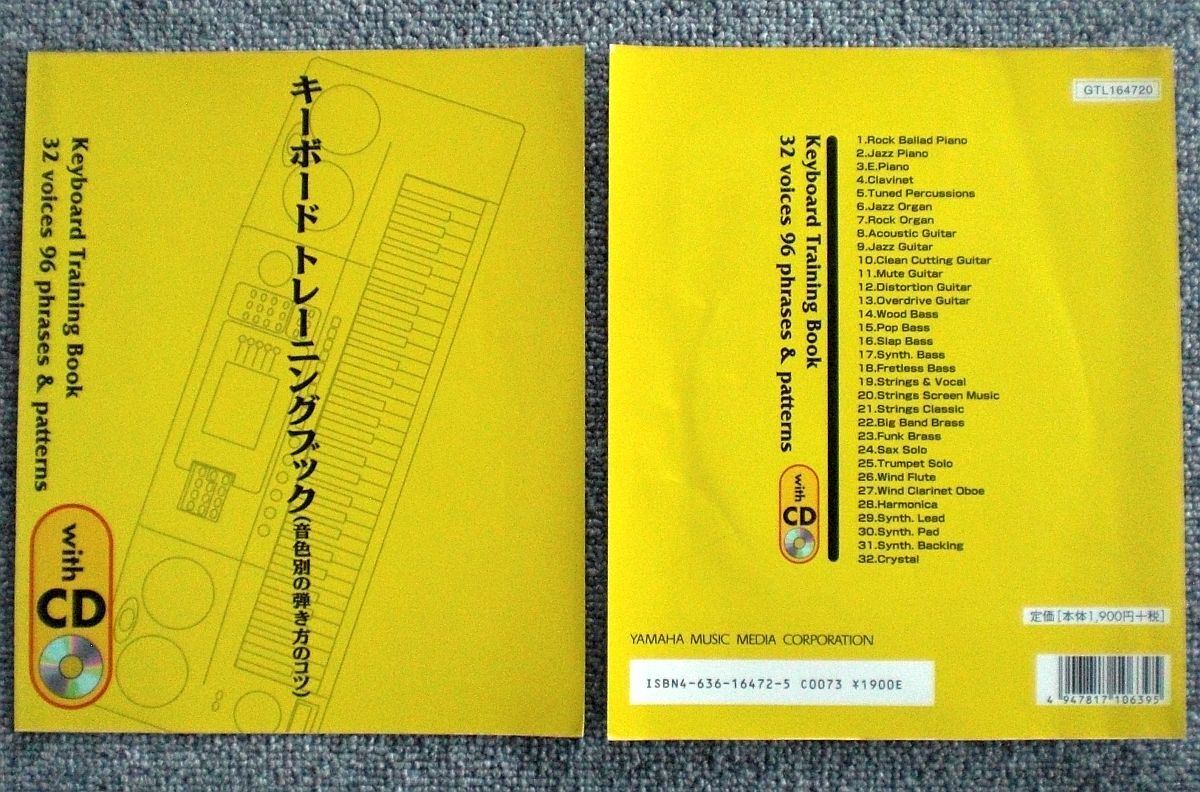 キーボード トレーニングブック(音色別の弾き方のコツ)
Keyboard Training Book
32 voices 96 phrases & patterns
with
CD
GTL164720
Keyboard Training Book
32 voices 96 phrases & patterns
with
CD
1.Rock Ballad Piano
2.Jazz Piano
3.E.Piano
4.Clavinet
5.Tuned Percussions
6.Jazz Organ
7.Rock Organ
8.Acoustic Guitar
9.Jazz Guitar
10.Clean Cutting Guitar
11.Mute Guitar
12.Distortion Guitar
13.Overdrive Guitar
14.Wood Bass
15.Pop Bass
16.Slap Bass
17.Synth. Bass
18.Fretless Bass
19.Strings & Vocal
20.Strings Screen Music
21.Strings Classic
22.Big Band Brass
23.Funk Brass
24.Sax Solo
25.Trumpet Solo
26.Wind Flute
27.Wind Clarinet Oboe
28.Harmonica
29.Synth. Lead
30.Synth. Pad
31.Synth. Backing
32.Crystal
定価[本体1,900円+税]
YAMAHA MUSIC MEDIA CORPORATION
ISBN4-636-16472-5 C0073 ¥1900E
4 947817 106395